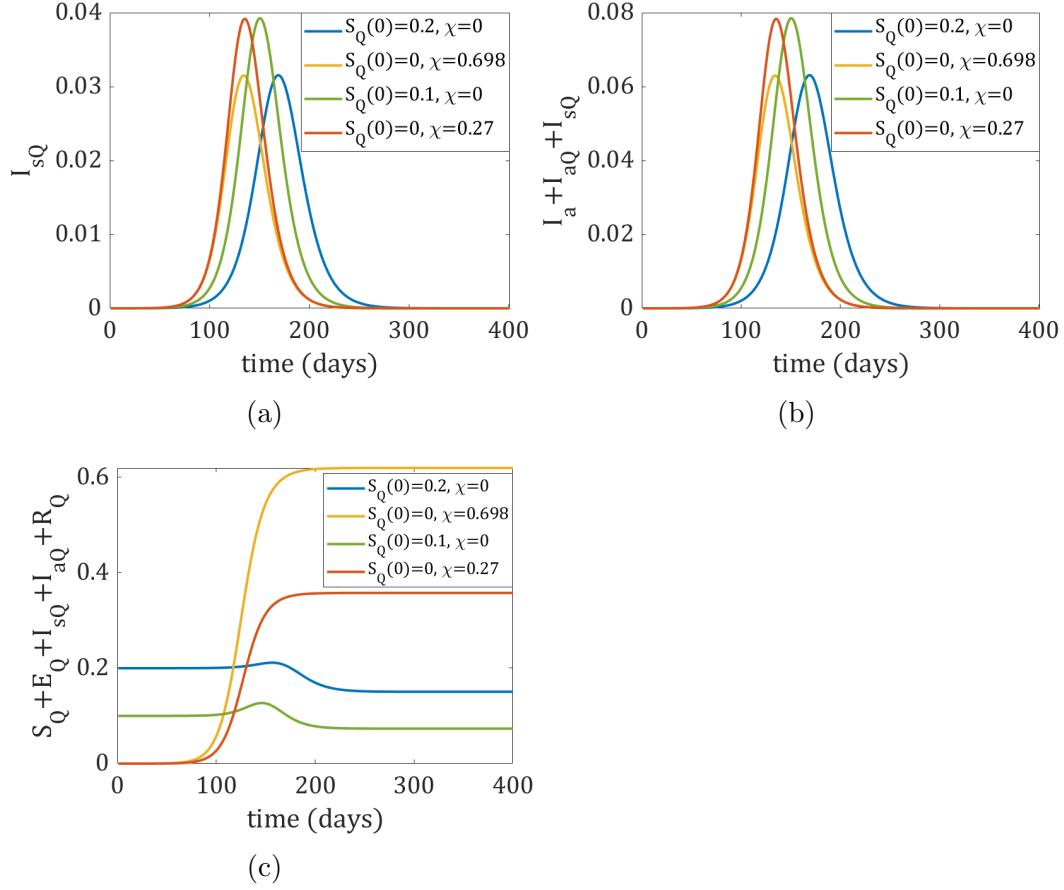 0.04
0.03
0.02
0.01
0
I_sQ
0 100 200 300 400
time (days)
S_Q(0)=0.2, χ=0
S_Q(0)=0, χ=0.698
S_Q(0)=0.1, χ=0
S_Q(0)=0, χ=0.27
(a)
0.08
0.06
0.04
0.02
0
I_a+I_aQ+I_sQ
0 100 200 300 400
time (days)
S_Q(0)=0.2, χ=0
S_Q(0)=0, χ=0.698
S_Q(0)=0.1, χ=0
S_Q(0)=0, χ=0.27
(b)
0.6
0.4
0.2
0
S_Q+E_Q+I_sQ+I_aQ+R_Q
0 100 200 300 400
time (days)
S_Q(0)=0.2, χ=0
S_Q(0)=0, χ=0.698
S_Q(0)=0.1, χ=0
S_Q(0)=0, χ=0.27
(c)